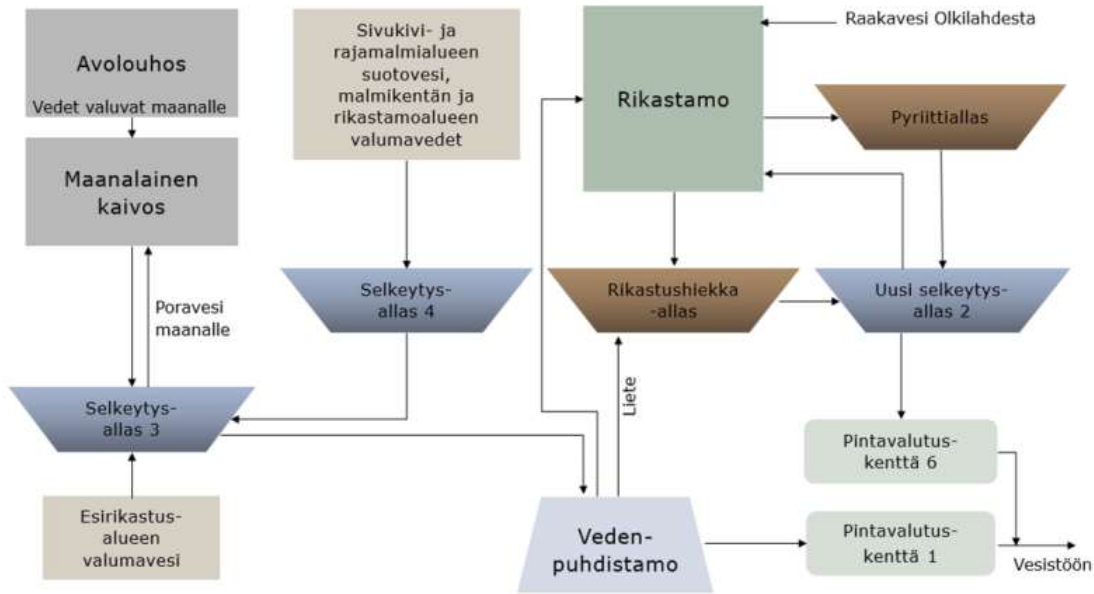 Avolouhos
Vedet valuvat maanalle
Maanalainen
kaivos
Sivukivi- ja
rajamalmialueen
suotovesi,
malmikentän ja
rikastamoalueen
valumavedet
Rikastamo
Raakavesi Olkilahdesta
Pyriittiallas
Poravesi
maanalle
Selkeytys-
allas 4
Rikastushiekka
-allas
Uusi selkeytys-
allas 2
Selkeytys-
allas 3
Liete
Pintavalutus-
kenttä 6
Esirikastus-
alueen
valumavesi
Veden-
puhdistamo
Pintavalutus-
kenttä 1
Vesistöön